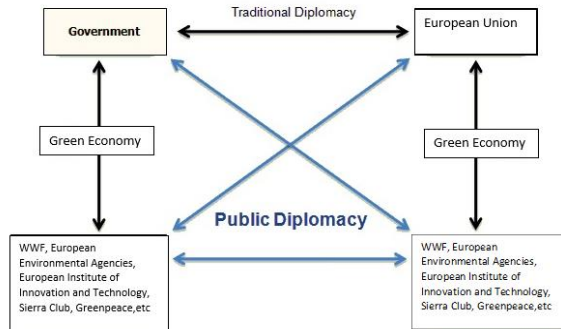 Traditional Diplomacy
Government
European Union
Green Economy
Green Economy
Public Diplomacy
WWF, European
Environmental Agencies,
European Institute of
Innovation and Technology,
Sierra Club, Greenpeace,etc
WWF, European
Environmental Agencies,
European Institute of
Innovation and Technology,
Sierra Club, Greenpeace,etc